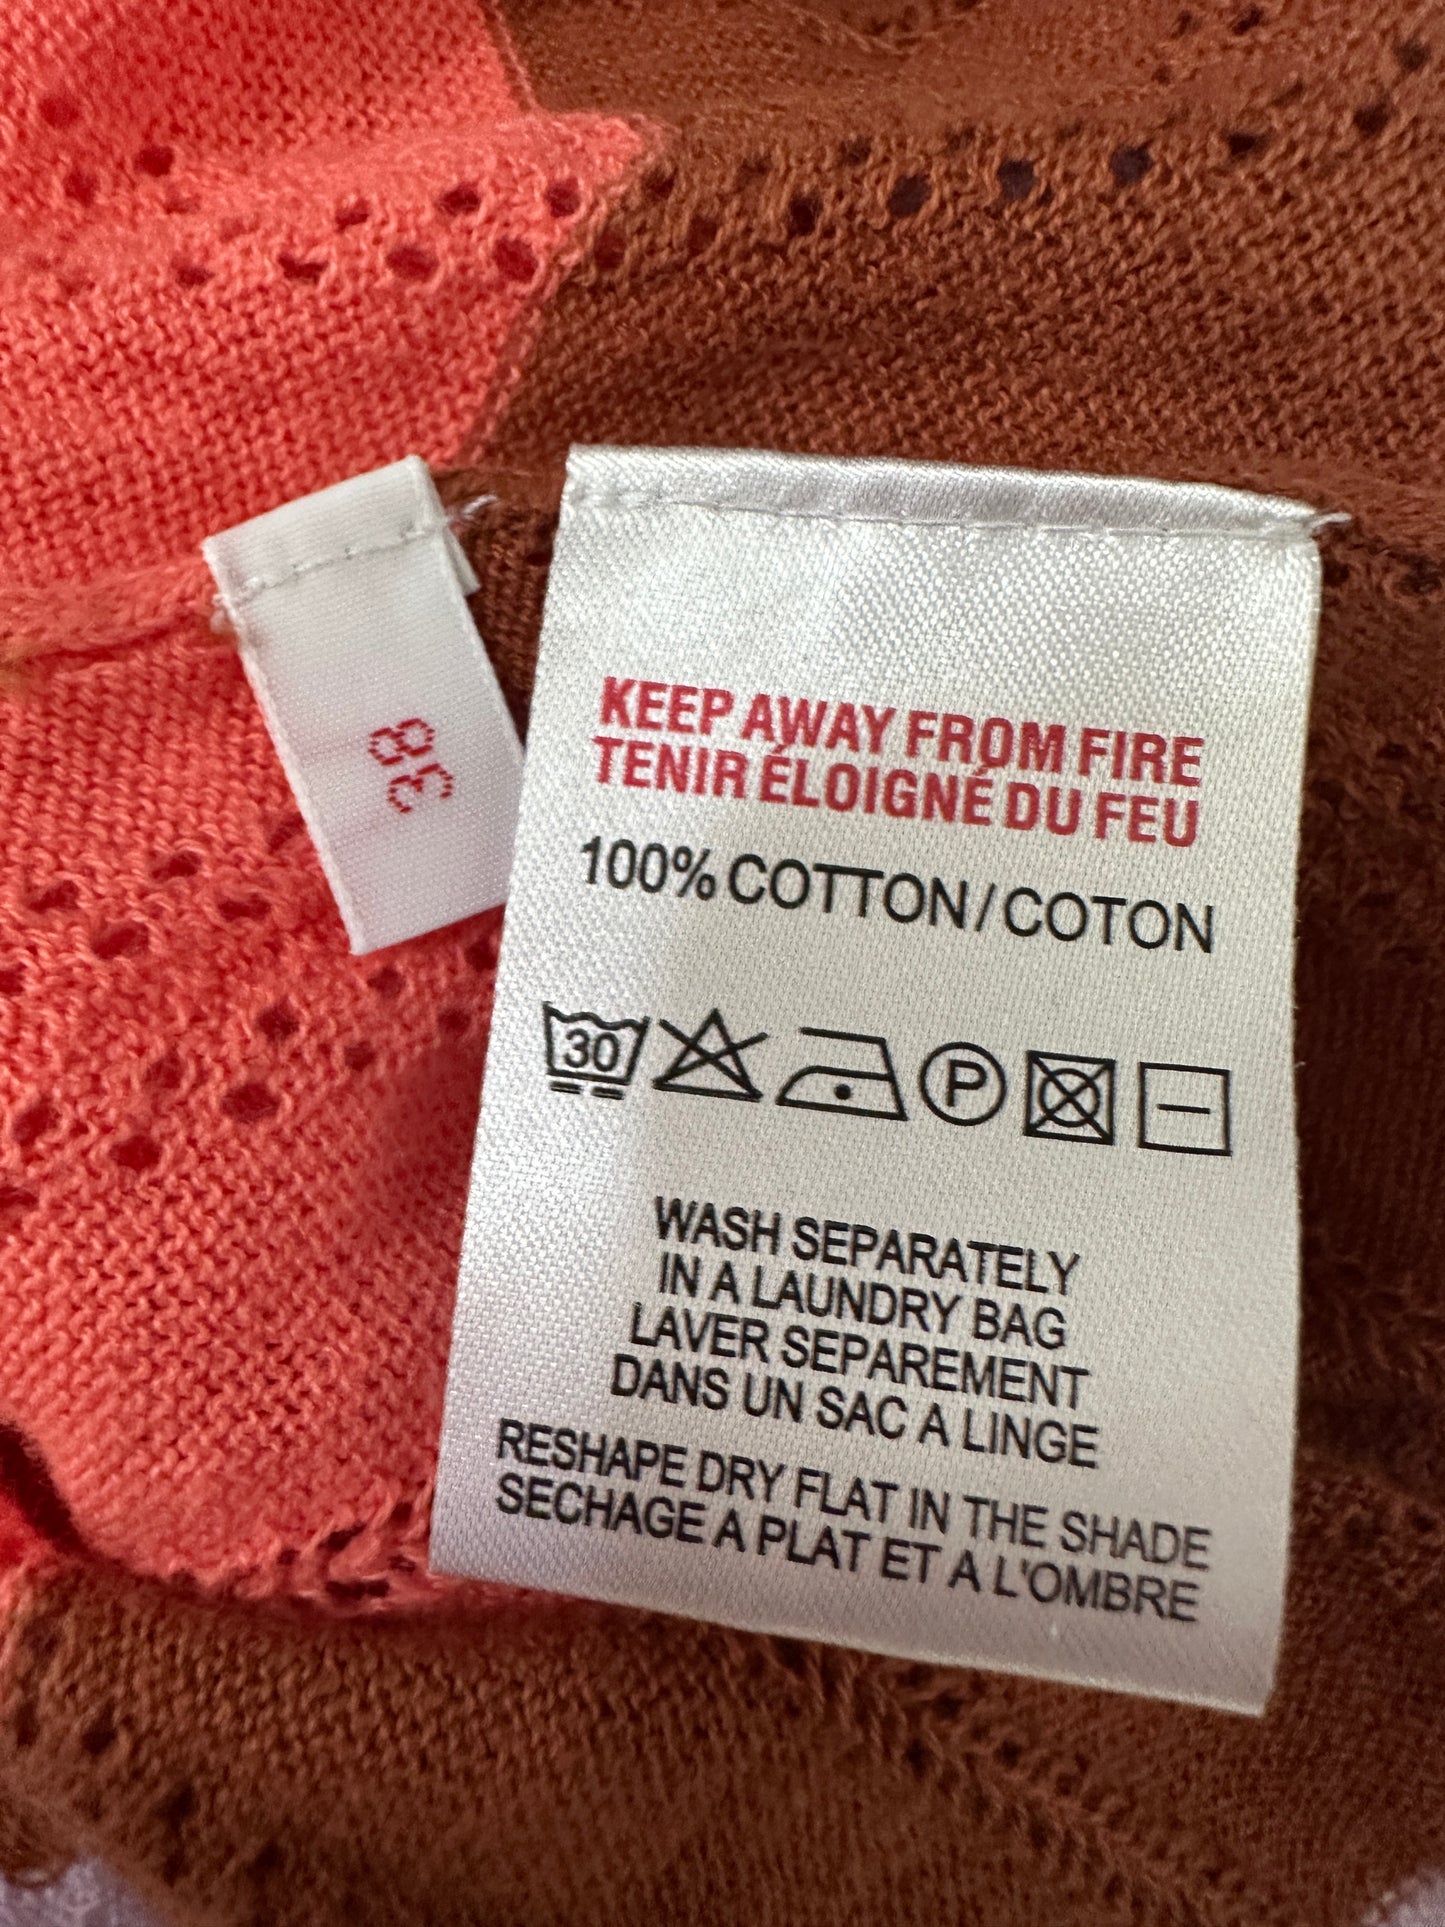 38
KEEP AWAY FROM FIRE
TENIR ÉLOIGNÉ DU FEU
100% COTTON/COTON
30 P
WASH SEPARATELY
IN A LAUNDRY BAG
LAVER SEPAREMENT
DANS UN SAC A LINGE
RESHAPE DRY FLAT IN THE SHADE
SECHAGE A PLAT ET A L'OMBRE